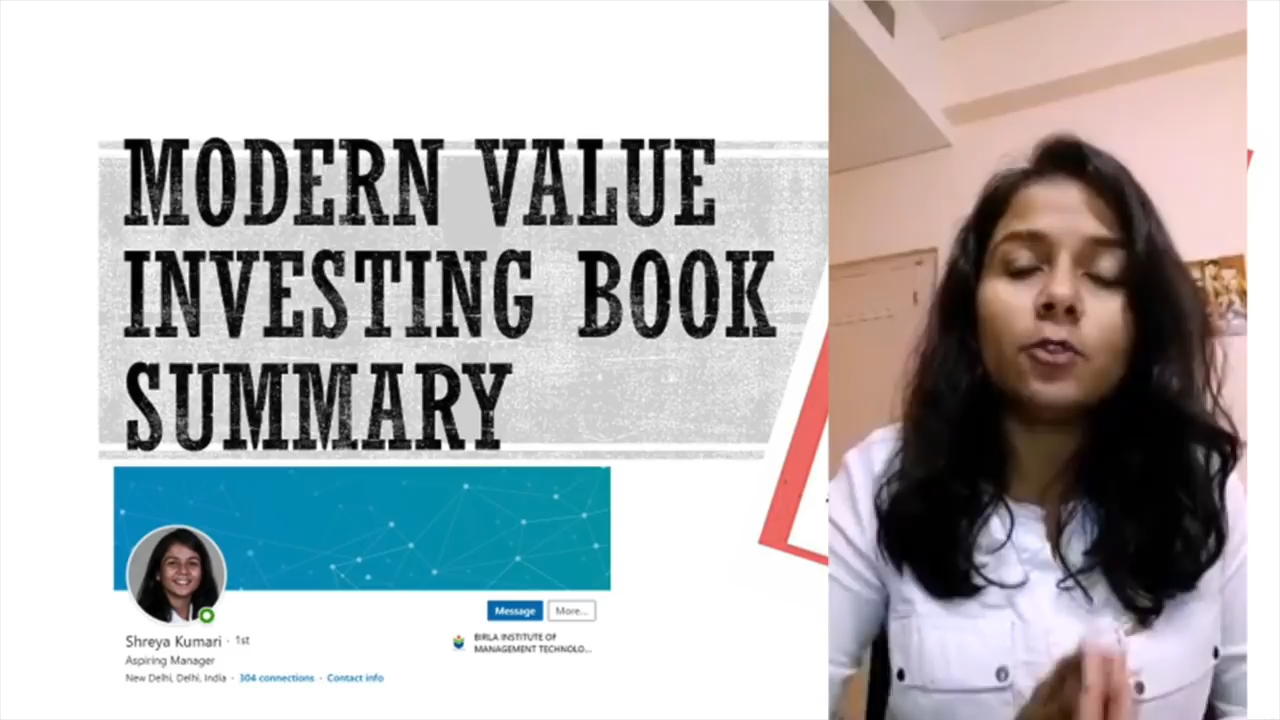 MODERN VALUE
INVESTING BOOK
SUMMARY
Message
More...
Shreya Kumari · 1st
BIRLA INSTITUTE OF
MANAGEMENT TECHNOLO...
Aspiring Manager
New Delhi, Delhi, India · 304 connections · Contact info